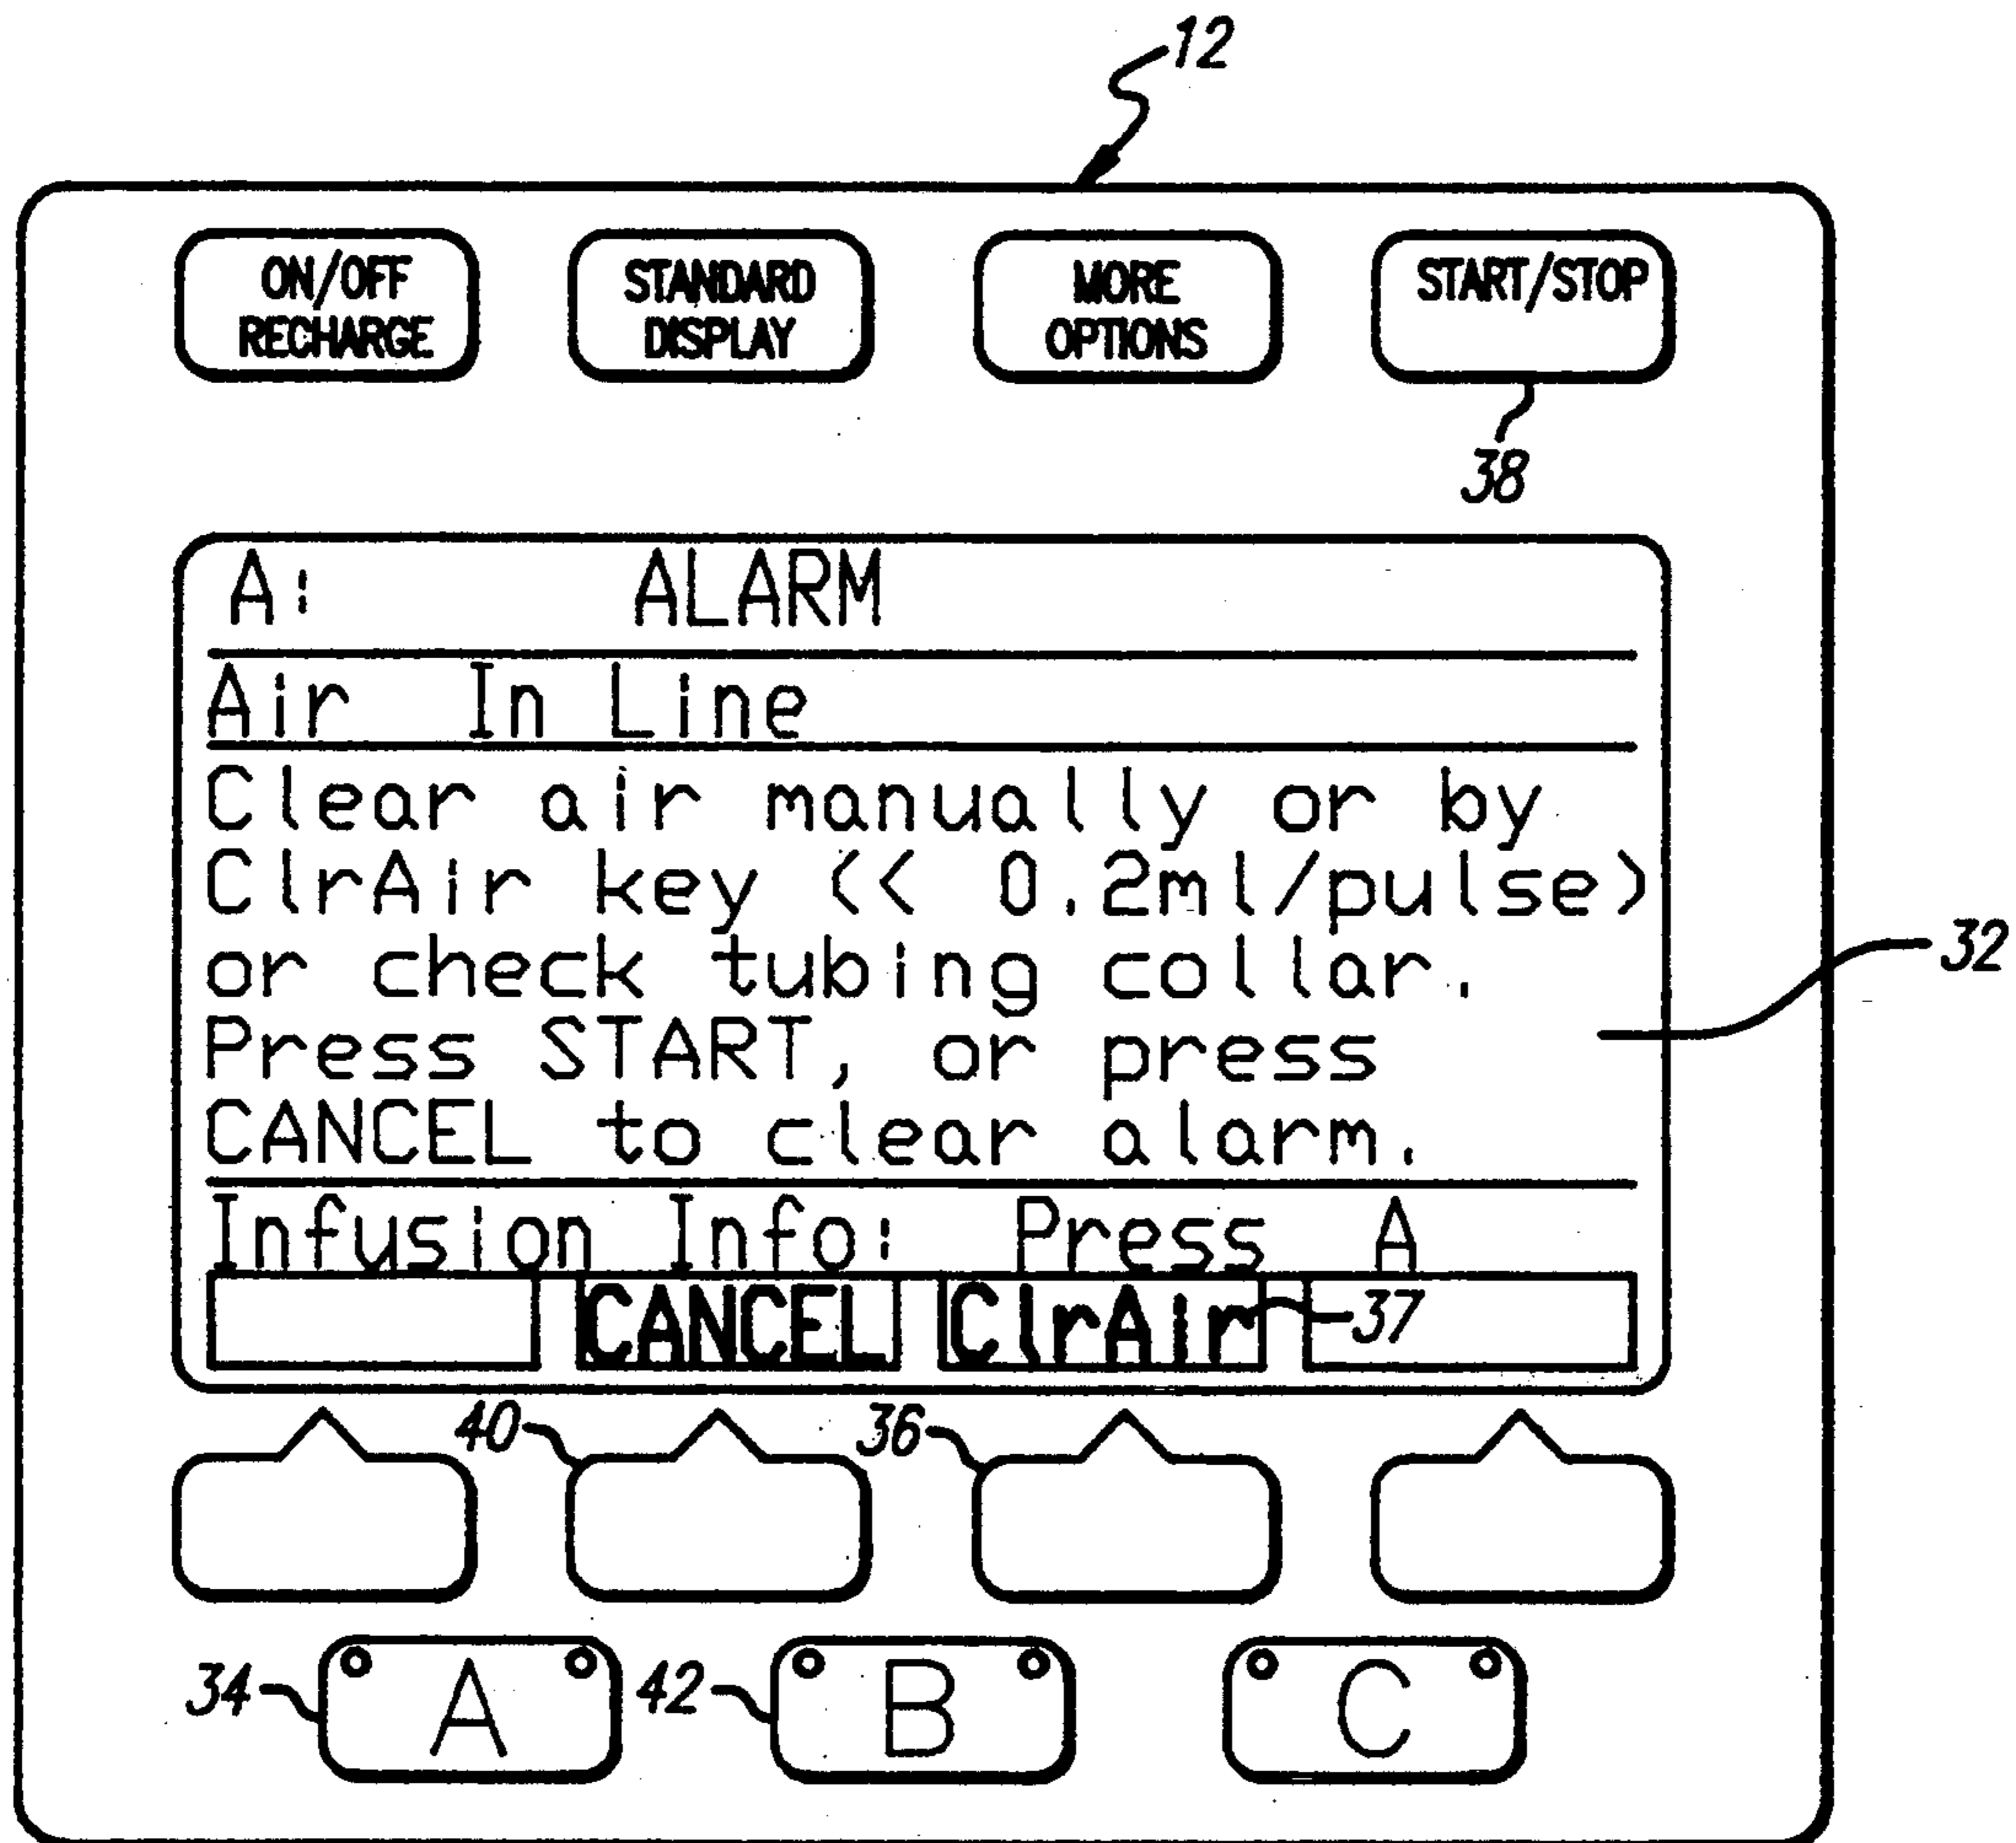 12
ON/OFF
RECHARGE
STANDARD
DISPLAY
MORE
OPTIONS
START/STOP
38
A: ALARM
Air In Line
Clear air manually or by
ClrAir key (< 0.2ml/pulse)
or check tubing collar.
Press START, or press
CANCEL to clear alarm.
32
Infusion Info: Press A
CANCEL ClrAir 37
40 36
34 A 42 B C